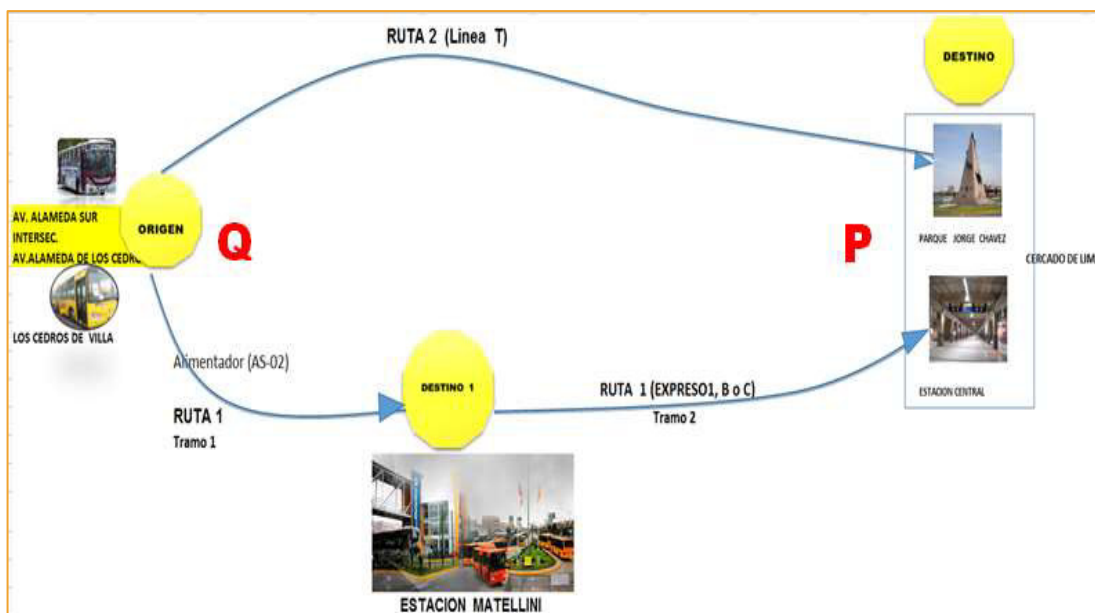 RUTA 2 (Linea T)
DESTINO
AV. ALAMEDA SUR
INTERSEC.
AV.ALAMEDA DE LOS CEDRO
ORIGEN
Q
P
PARQUE JORGE CHAVEZ
CERCADO DE LIM
LOS CEDROS DE VILLA
Alimentador (AS-02)
RUTA 1
Tramo 1
DESTINO 1
RUTA 1 (EXPRESO1, B o C)
Tramo 2
ESTACION CENTRAL
ESTACION MATELLINI